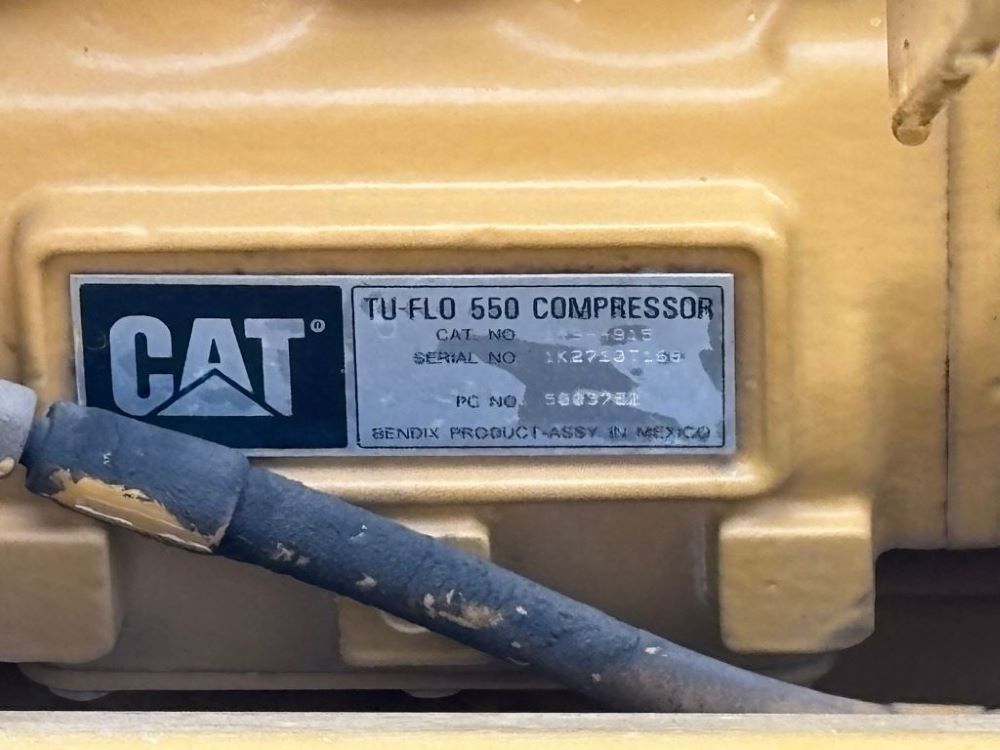 CAT®
TU-FLO 550 COMPRESSOR
CAT. NO
SERIAL NO
PC NO.
BENDIX PRODUCT-ASSY IN MEXICO